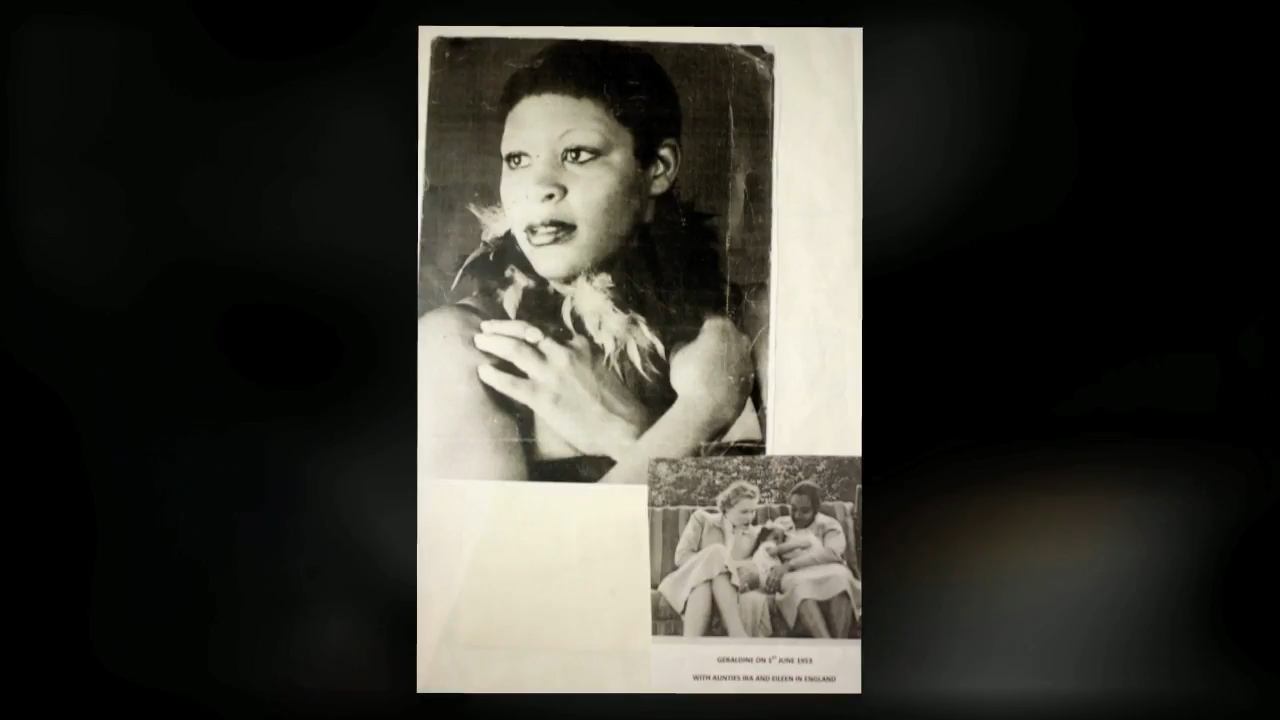 GERALDINE ON 1ST JUNE 1953
WITH AUNTIES IRA AND EILEEN IN ENGLAND